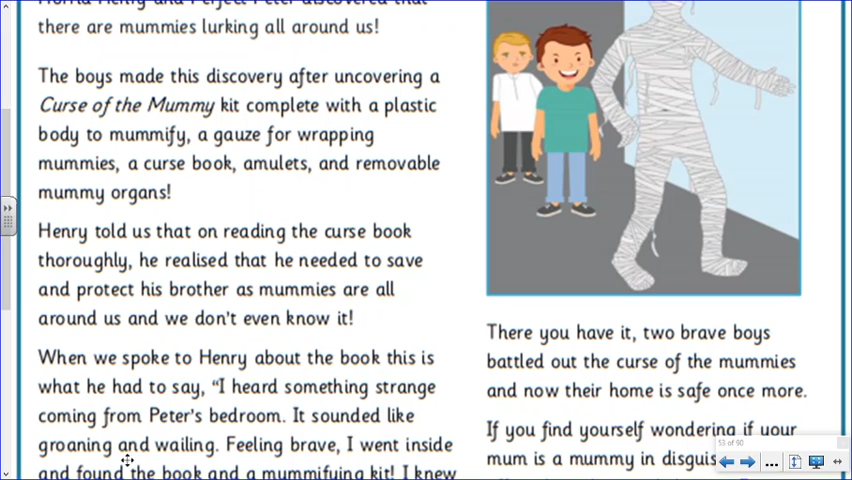 there are mummies lurking all around us!
The boys made this discovery after uncovering a
Curse of the Mummy kit complete with a plastic
body to mummify, a gauze for wrapping
mummies, a curse book, amulets, and removable
mummy organs!
Henry told us that on reading the curse book
thoroughly, he realised that he needed to save
and protect his brother as mummies are all
around us and we don't even know it!
When we spoke to Henry about the book this is
what he had to say, “I heard something strange
coming from Peter's bedroom. It sounded like
groaning and wailing. Feeling brave, I went inside
and found the book and a mummifying kit! I knew
There you have it, two brave boys
battled out the curse of the mummies
and now their home is safe once more.
If you find yourself wondering if your
mum is a mummy in disguis
53 of 90